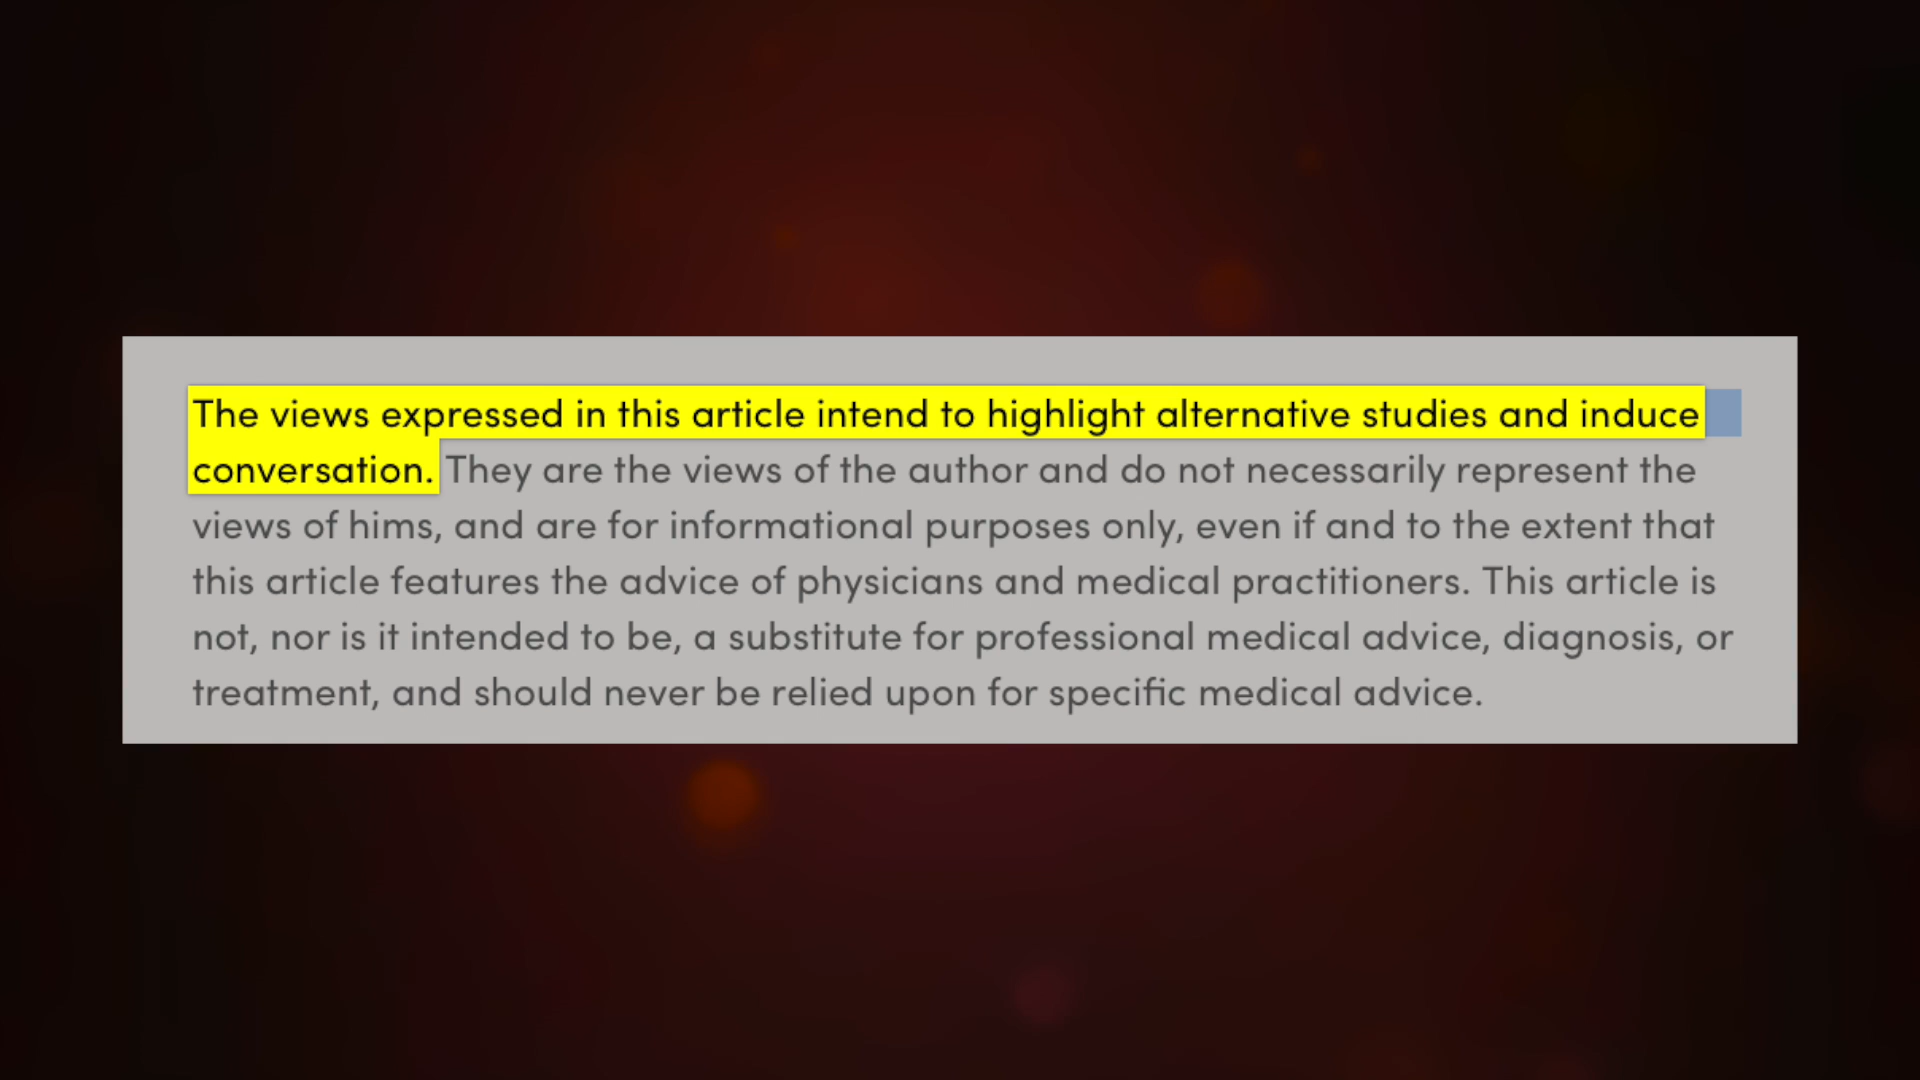 The views expressed in this article intend to highlight alternative studies and induce
conversation. They are the views of the author and do not necessarily represent the
views of hims, and are for informational purposes only, even if and to the extent that
this article features the advice of physicians and medical practitioners. This article is
not, nor is it intended to be, a substitute for professional medical advice, diagnosis, or
treatment, and should never be relied upon for specific medical advice.